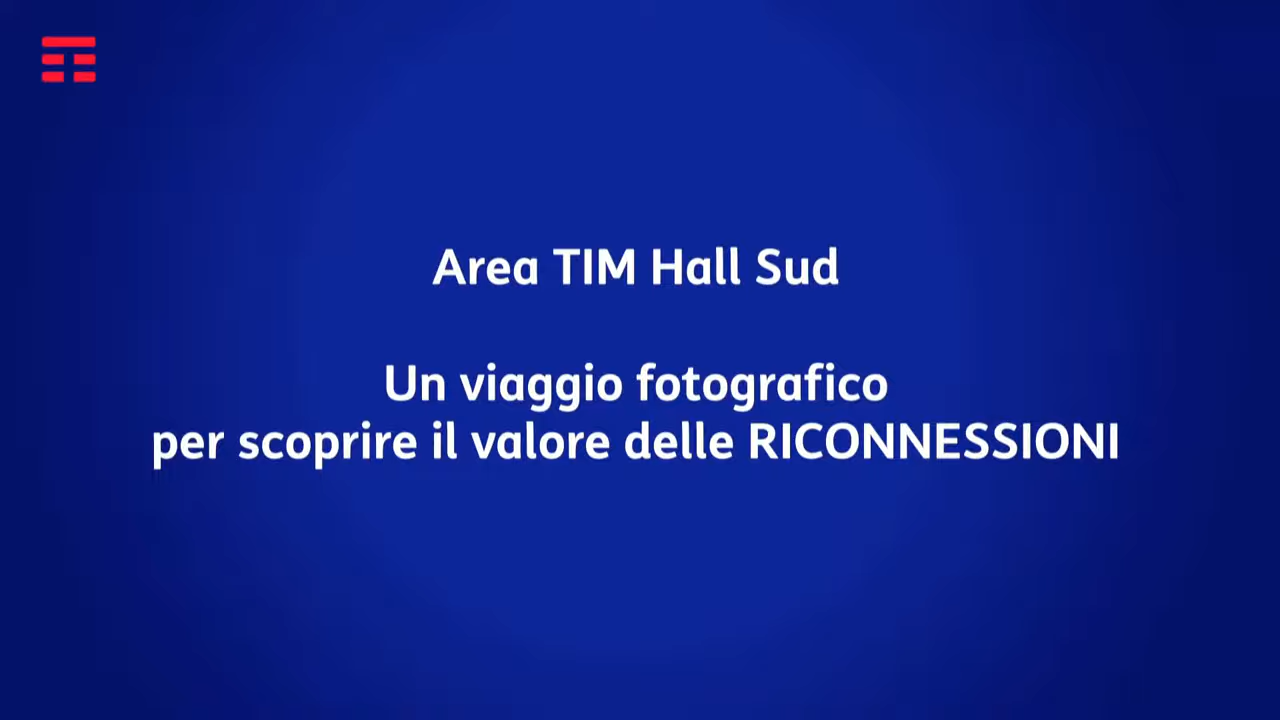 Area TIM Hall Sud
Un viaggio fotografico
per scoprire il valore delle RICONNESSIONI